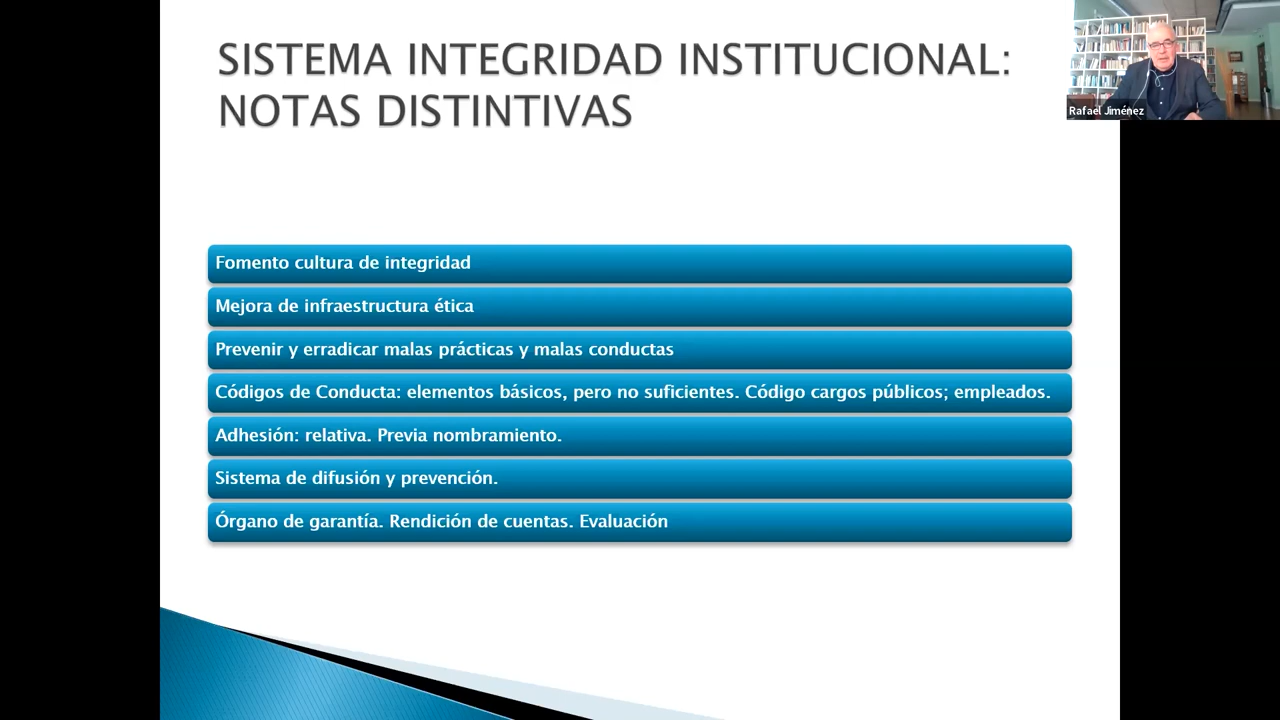 SISTEMA INTEGRIDAD INSTITUCIONAL:
NOTAS DISTINTIVAS
Rafael Jiménez
Fomento cultura de integridad
Mejora de infraestructura ética
Prevenir y erradicar malas prácticas y malas conductas
Códigos de Conducta: elementos básicos, pero no suficientes. Código cargos públicos; empleados.
Adhesión: relativa. Previa nombramiento.
Sistema de difusión y prevención.
Órgano de garantía. Rendición de cuentas. Evaluación